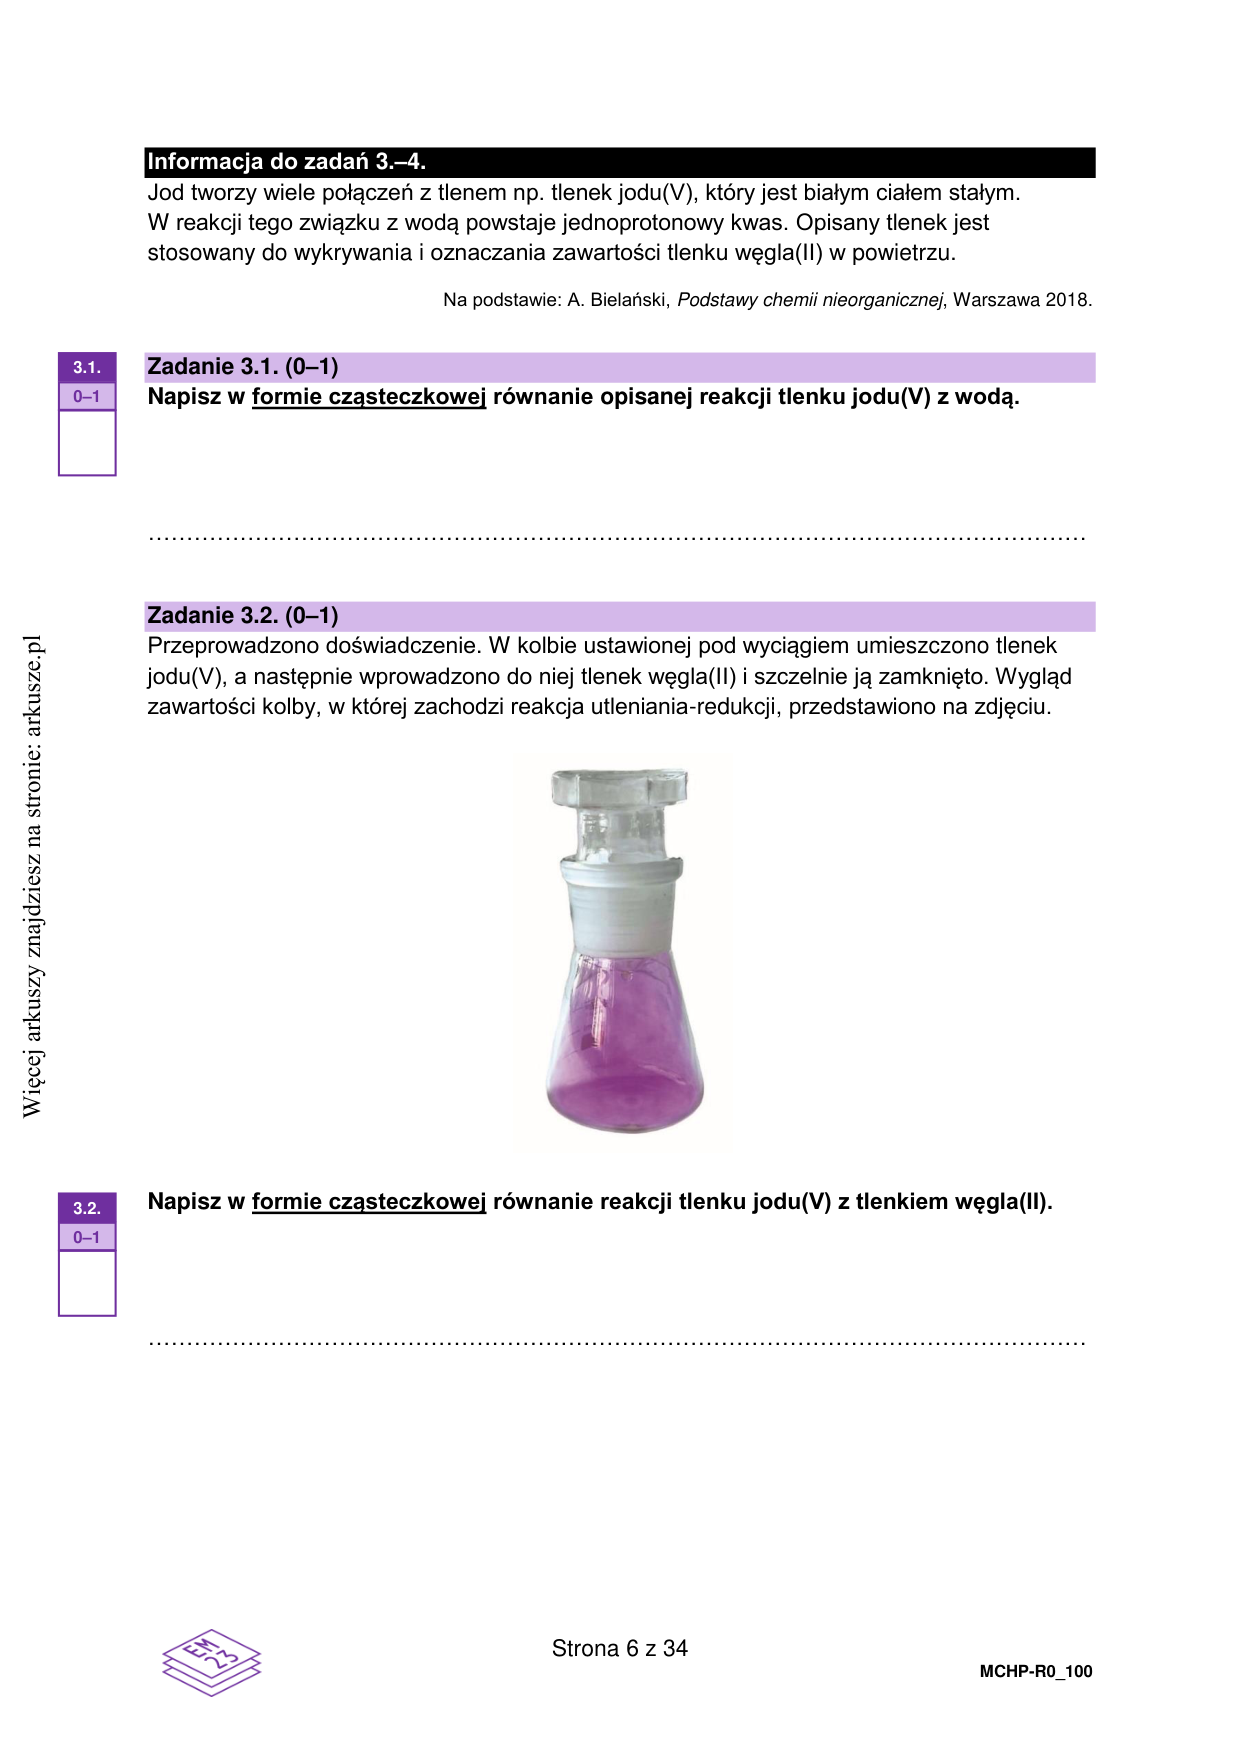 Informacja do zadań 3.–4.
Jod tworzy wiele połączeń z tlenem np. tlenek jodu(V), który jest białym ciałem stałym.
W reakcji tego związku z wodą powstaje jednoprotonowy kwas. Opisany tlenek jest
stosowany do wykrywania i oznaczania zawartości tlenku węgla(II) w powietrzu.
Na podstawie: A. Bielański, Podstawy chemii nieorganicznej, Warszawa 2018.
3.1.
0–1
Zadanie 3.1. (0–1)
Napisz w formie cząsteczkowej równanie opisanej reakcji tlenku jodu(V) z wodą.
Zadanie 3.2. (0–1)
Przeprowadzono doświadczenie. W kolbie ustawionej pod wyciągiem umieszczono tlenek
jodu(V), a następnie wprowadzono do niej tlenek węgla(II) i szczelnie ją zamknięto. Wygląd
zawartości kolby, w której zachodzi reakcja utleniania-redukcji, przedstawiono na zdjęciu.
3.2.
0–1
Napisz w formie cząsteczkowej równanie reakcji tlenku jodu(V) z tlenkiem węgla(II).
Więcej arkuszy znajdziesz na stronie: arkusze.pl
EM
23
Strona 6 z 34
MCHP-R0_100